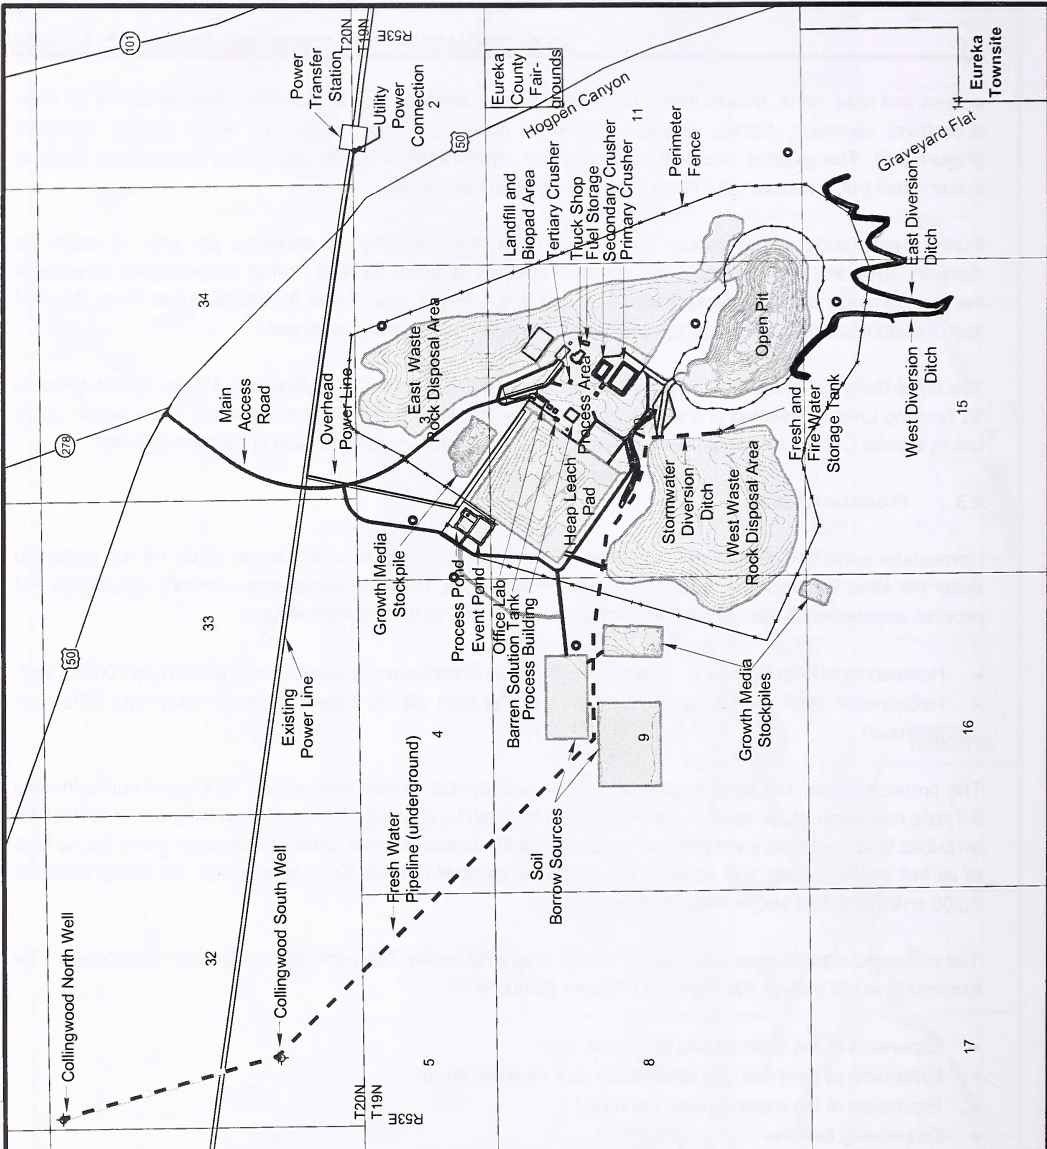 101
Power
Transfer
Station
T20N
T19N
R53E
Utility
Power
Connection
2
50
Eureka
County
Fair-
grounds
Hogpen Canyon
11
Eureka
Townsite
Graveyard Flat
Perimeter
Fence
Landfill and
Biopad Area
Tertiary Crusher
Truck Shop
Fuel Storage
Secondary Crusher
Primary Crusher
East Diversion
Ditch
34
278
Main
Access
Road
Overhead
Power Line
East Waste
Rock Disposal Area
3
Process Area
Open Pit
Fresh and
Fire Water
Storage Tank
West Diversion
Ditch
15
Heap Leach
Pad
Stormwater
Diversion
Ditch
West Waste
Rock Disposal Area
Growth Media
Stockpile
Process Pond
Event Pond
Office Lab
Barren Solution Tank
Process Building
33
50
Existing
Power Line
4
9
16
Growth Media
Stockpiles
Soil
Borrow Sources
Fresh Water
Pipeline (underground)
32
Collingwood South Well
Collingwood North Well
T20N
T19N
R53E
5
8
17